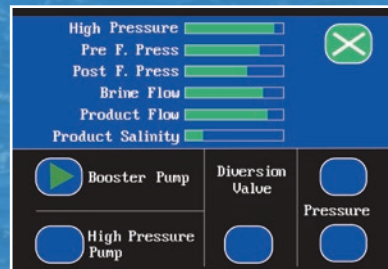 High Pressure
Pre F. Press
Post F. Press
Brine Flow
Product Flow
Product Salinity
Booster Pump
Diversion
Valve
Pressure
High Pressure
Pump